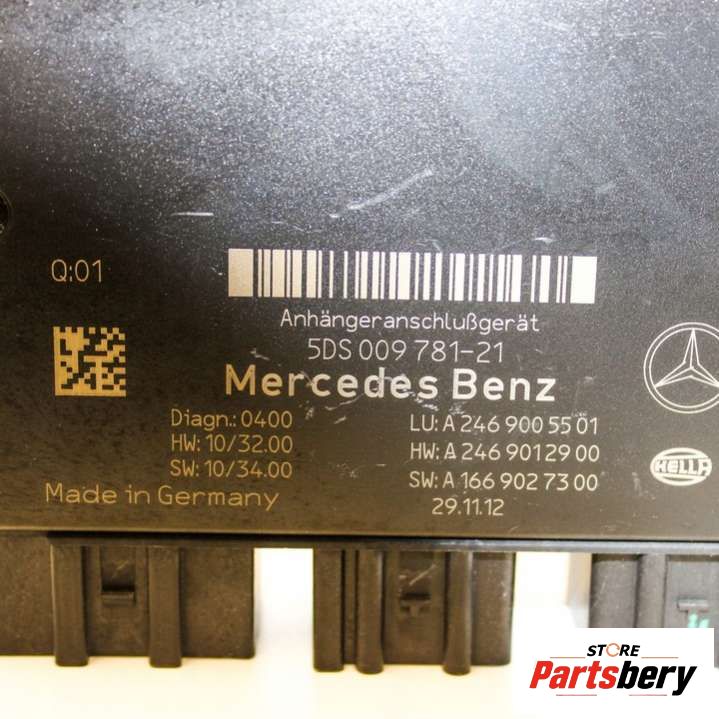 Q:01
Anhängeranschlußgerät
5DS 009 781-21
Mercedes Benz
Diagn.: 0400
HW: 10/32.00
SW: 10/34.00
Made in Germany
LU: A 246 900 55 01
HW: A 246 901 29 00
SW: A 166 902 73 00
29.11.12
HELLA
STORE
Partsbery